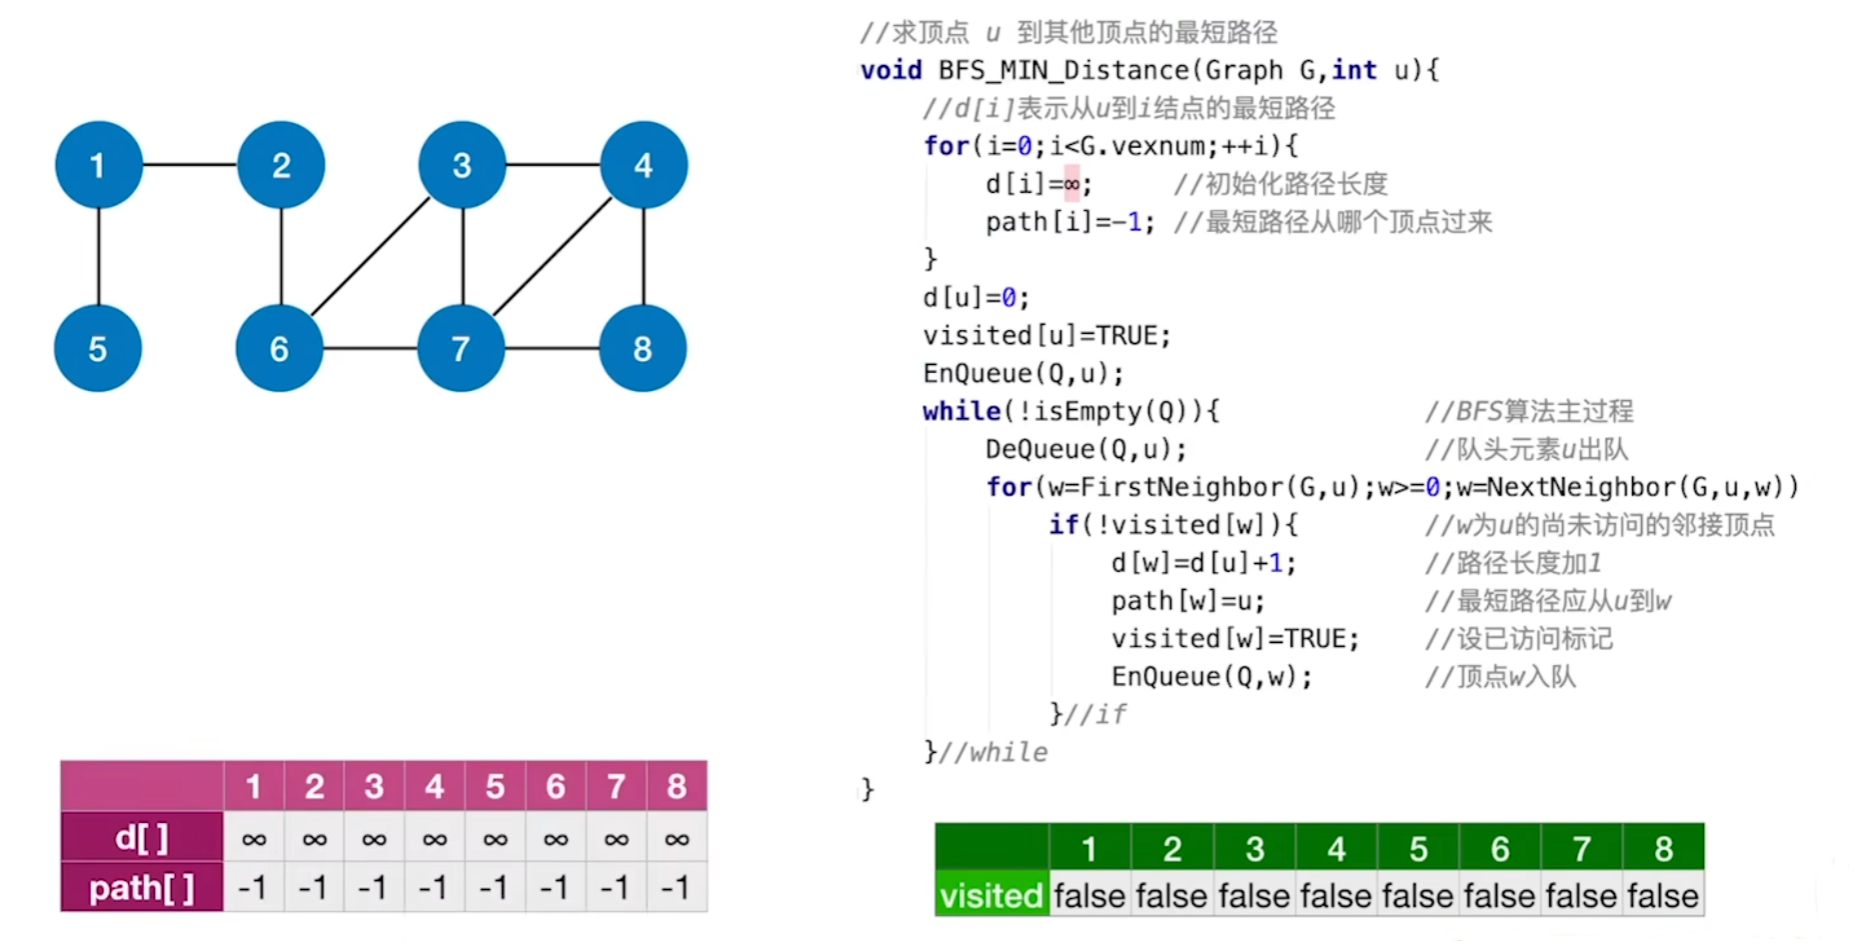 1 2 3 4
5 6 7 8
//求顶点 u 到其他顶点的最短路径
void BFS_MIN_Distance(Graph G,int u){
//d[i]表示从u到i结点的最短路径
for(i=0;i<G.vexnum;++i){
d[i]=∞; //初始化路径长度
path[i]=-1; //最短路径从哪个顶点过来
}
d[u]=0;
visited[u]=TRUE;
EnQueue(Q,u);
while(!isEmpty(Q)){ //BFS算法主过程
DeQueue(Q,u); //队头元素u出队
for(w=FirstNeighbor(G,u);w>=0;w=NextNeighbor(G,u,w))
if(!visited[w]){ //w为u的尚未访问的邻接顶点
d[w]=d[u]+1; //路径长度加1
path[w]=u; //最短路径应从u到w
visited[w]=TRUE; //设已访问标记
EnQueue(Q,w); //顶点w入队
}//if
}//while
}
1 2 3 4 5 6 7 8
d[ ] ∞ ∞ ∞ ∞ ∞ ∞ ∞ ∞
path[ ] -1 -1 -1 -1 -1 -1 -1 -1
1 2 3 4 5 6 7 8
visited false false false false false false false false